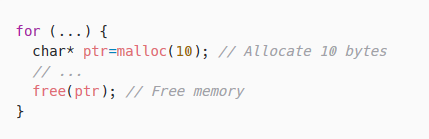 for (...) {
  char* ptr=malloc(10); // Allocate 10 bytes
  // ...
  free(ptr); // Free memory
}